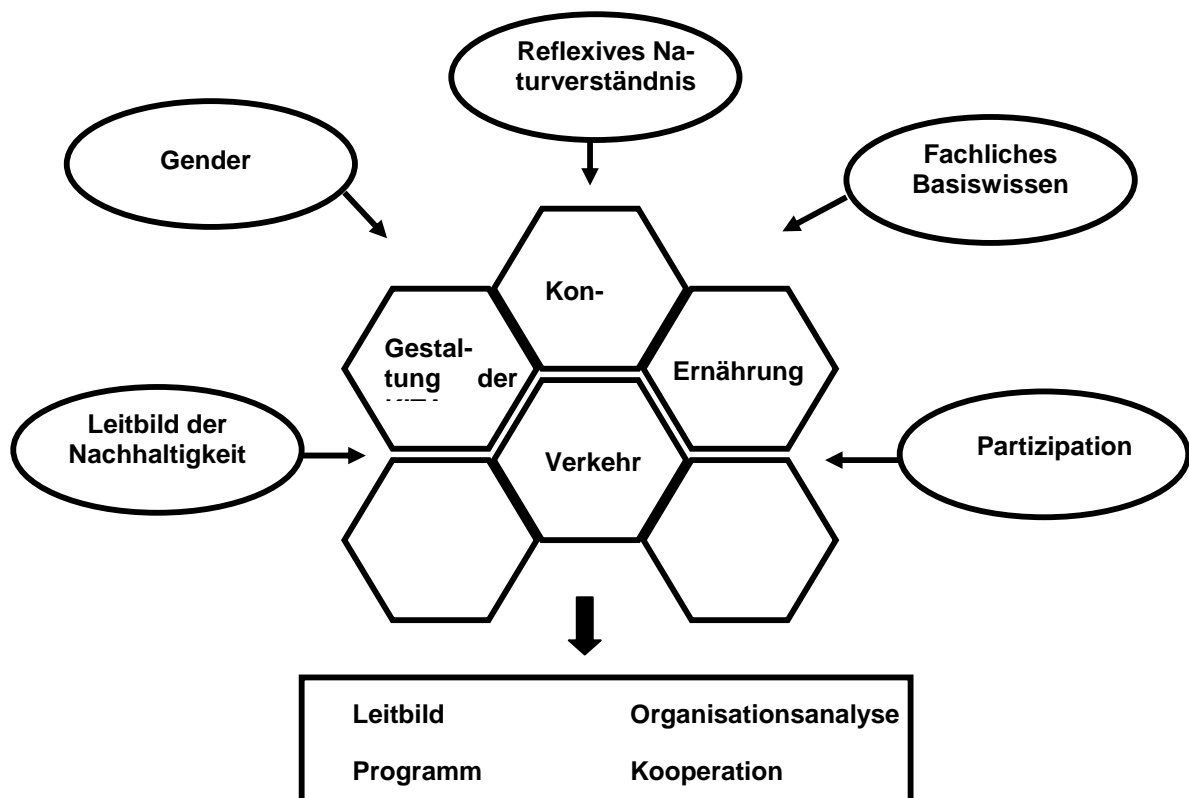 Reflexives Na-
turverständnis
Gender
Fachliches
Basiswissen
Kon-
Gestal-
tung der
Ernährung
Leitbild der
Nachhaltigkeit
Verkehr
Partizipation
Leitbild Organisationsanalyse
Programm Kooperation